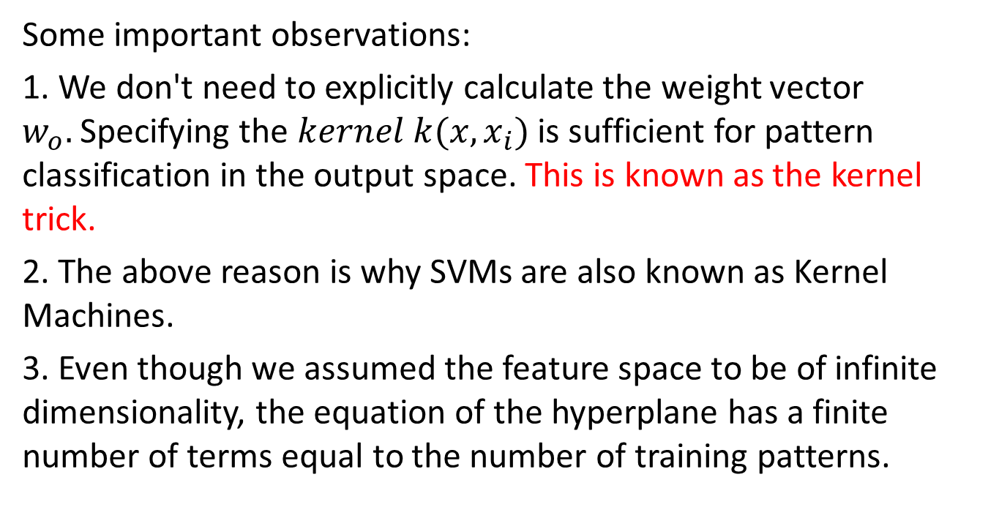 Some important observations:
1. We don't need to explicitly calculate the weight vector
𝑤ₒ. Specifying the 𝑘𝑒𝑟𝑛𝑒𝑙 𝑘(𝑥, 𝑥ᵢ) is sufficient for pattern
classification in the output space. This is known as the kernel
trick.
2. The above reason is why SVMs are also known as Kernel
Machines.
3. Even though we assumed the feature space to be of infinite
dimensionality, the equation of the hyperplane has a finite
number of terms equal to the number of training patterns.